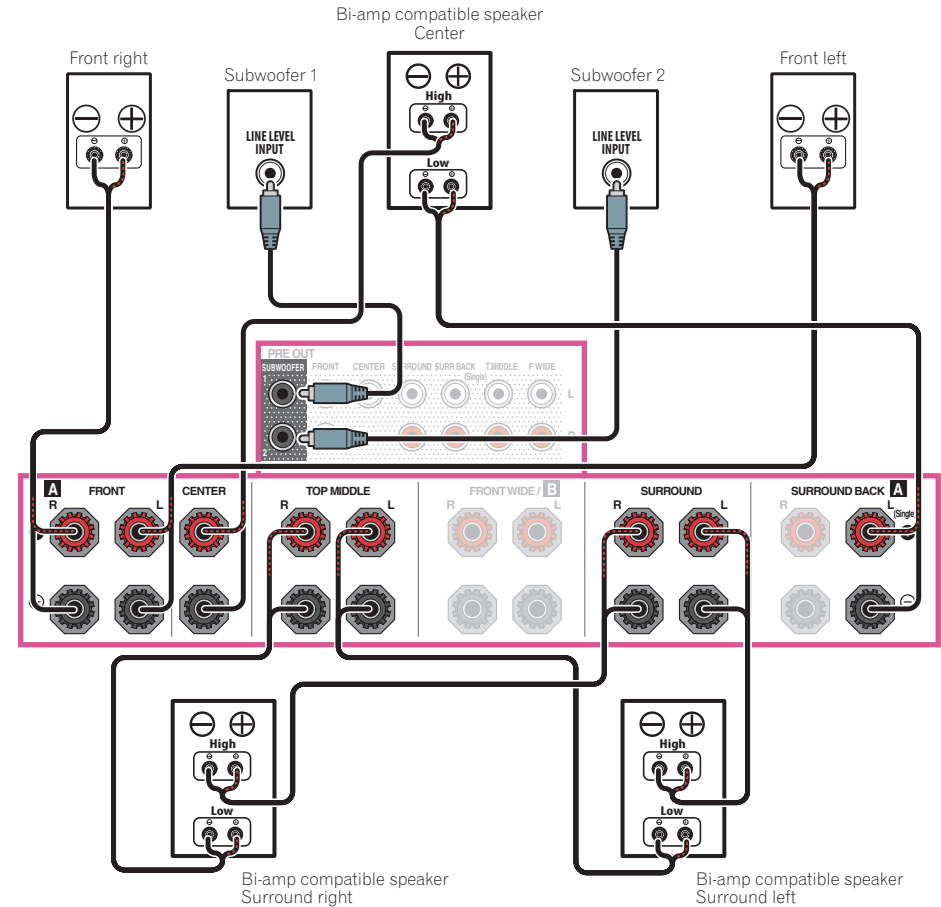 Bi-amp compatible speaker
Center
Front right
Subwoofer 1
Subwoofer 2
Front left
High
LINE LEVEL
INPUT
LINE LEVEL
INPUT
Low
PRE OUT
SUBWOOFER FRONT CENTER SURR BACK T.MIDDLE F WIDE
(Single)
1
L
2
A FRONT CENTER TOP MIDDLE FRONT WIDE / B SURROUND SURROUND BACK A
R L R L R L R L R L
(Single
High
High
Low
Low
Bi-amp compatible speaker
Surround right
Bi-amp compatible speaker
Surround left